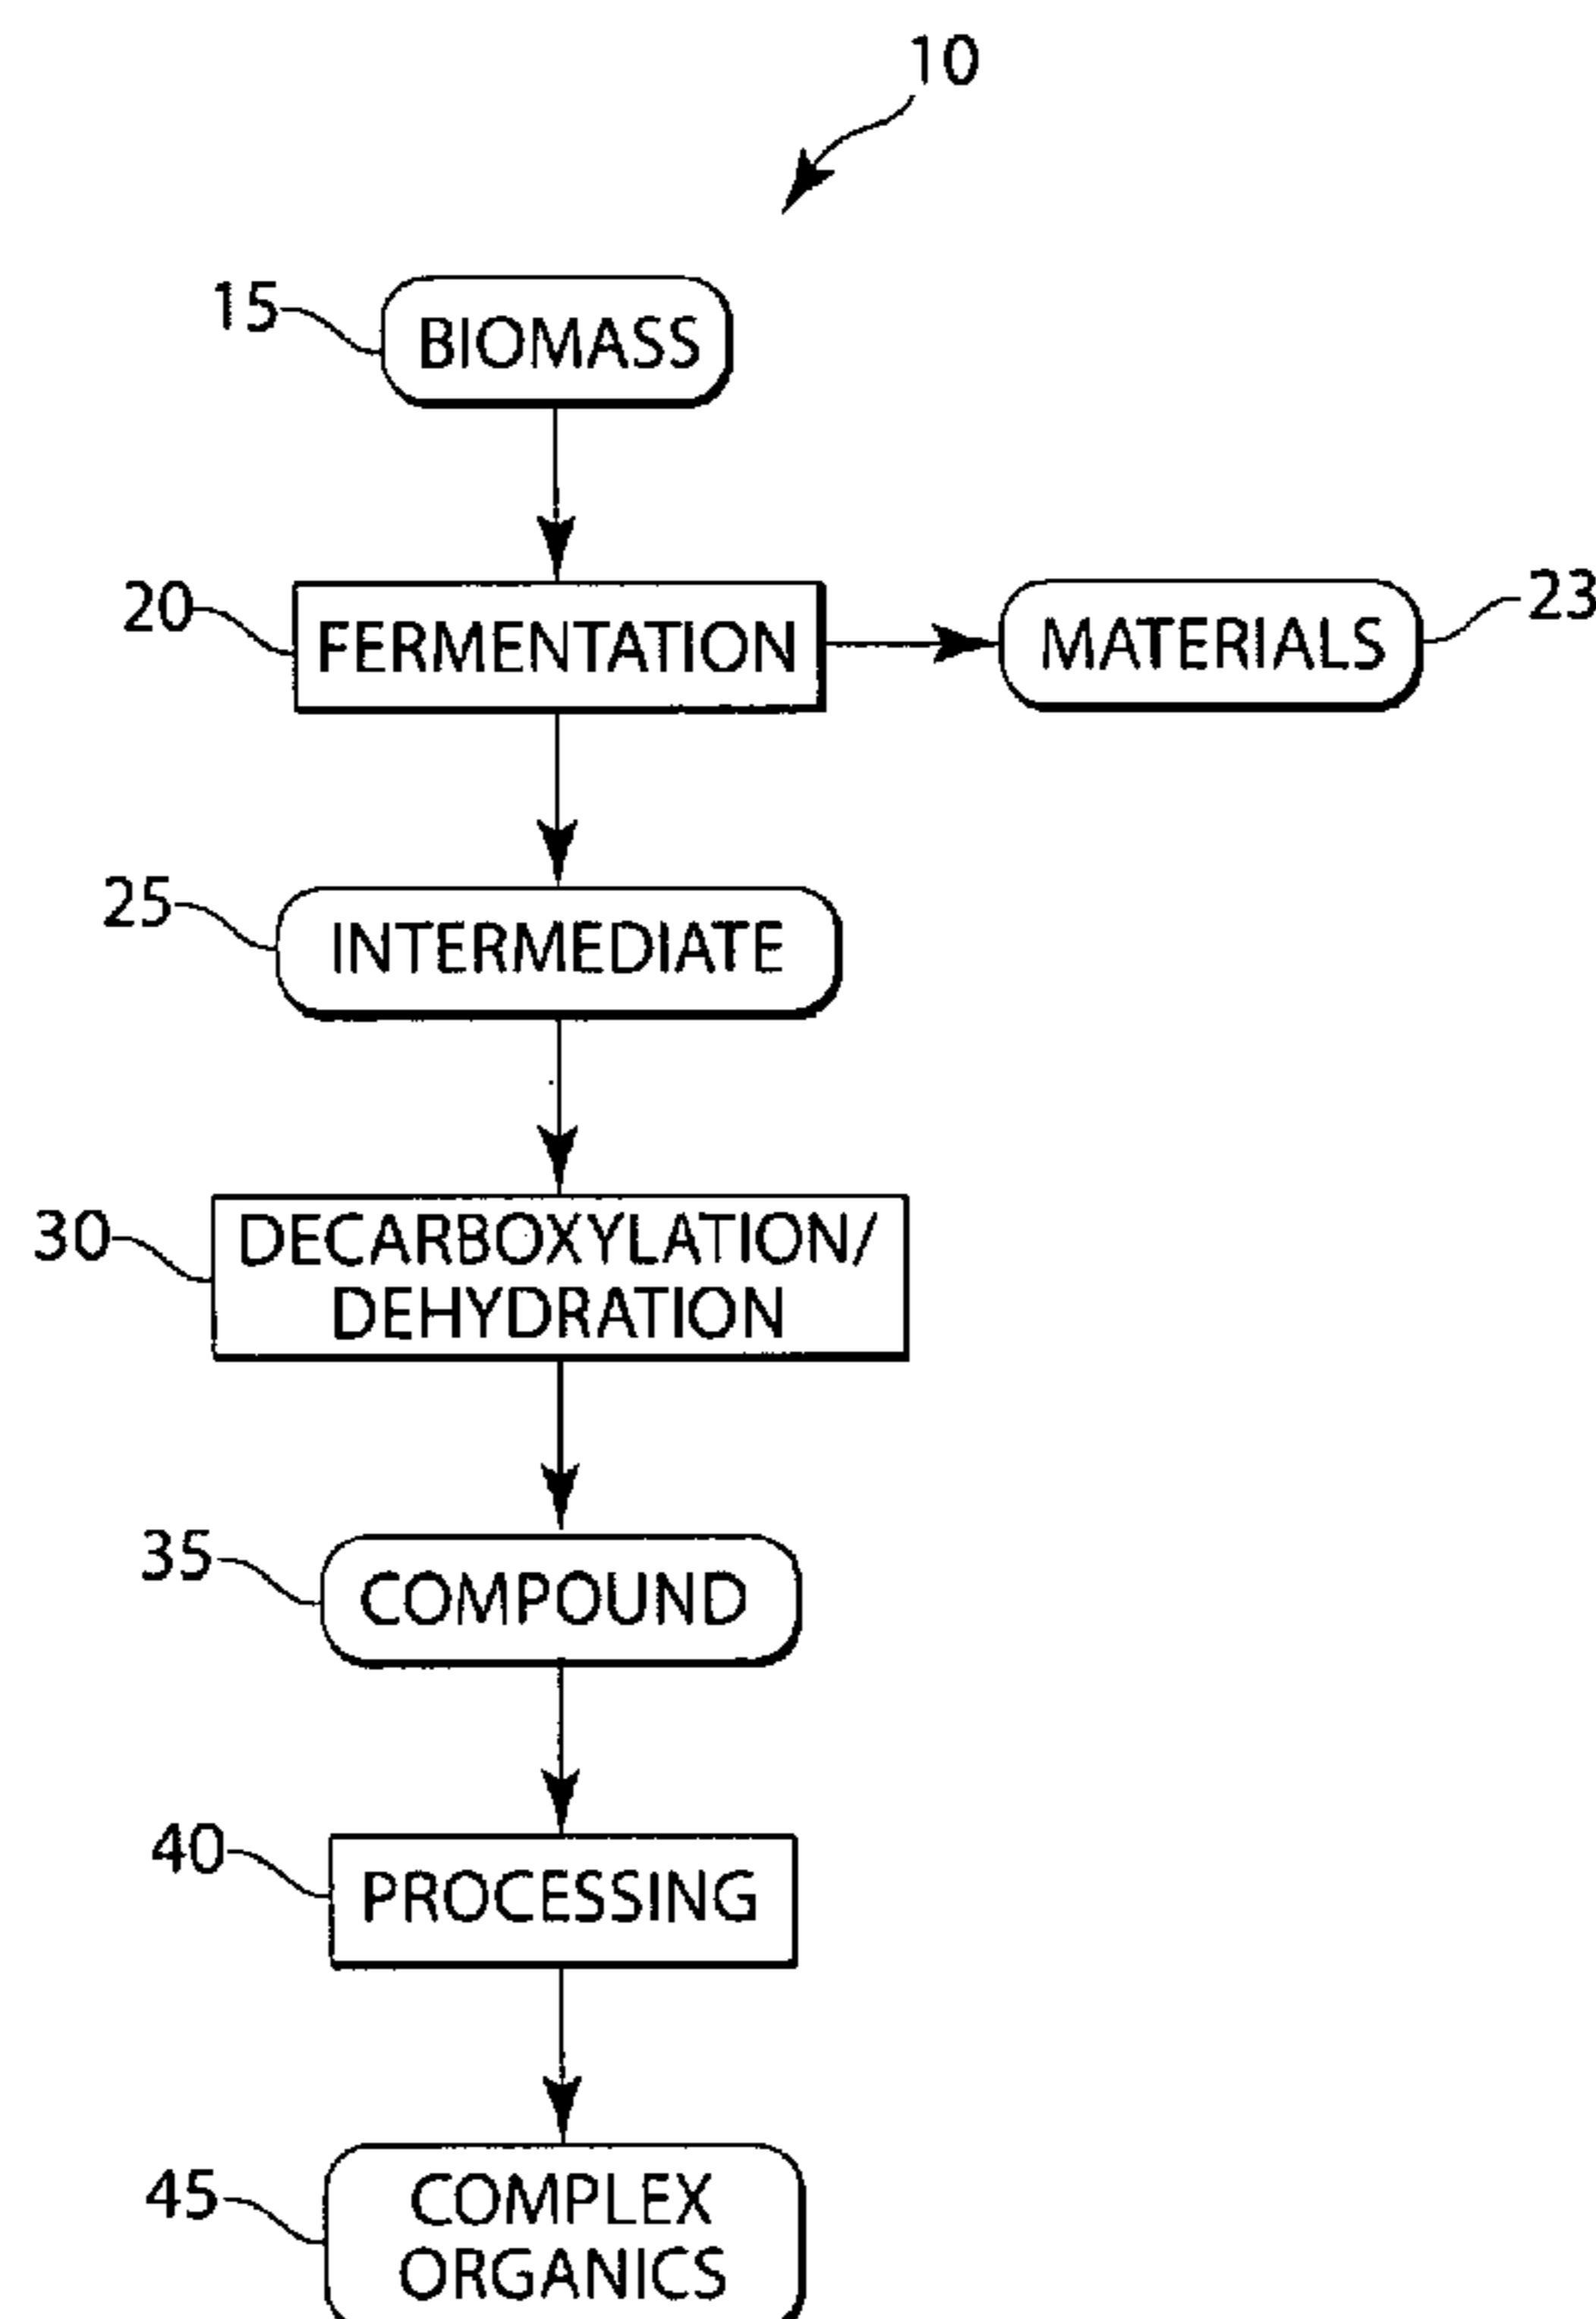 10
15
BIOMASS
20
FERMENTATION
MATERIALS
23
25
INTERMEDIATE
30
DECARBOXYLATION/
DEHYDRATION
35
COMPOUND
40
PROCESSING
45
COMPLEX
ORGANICS